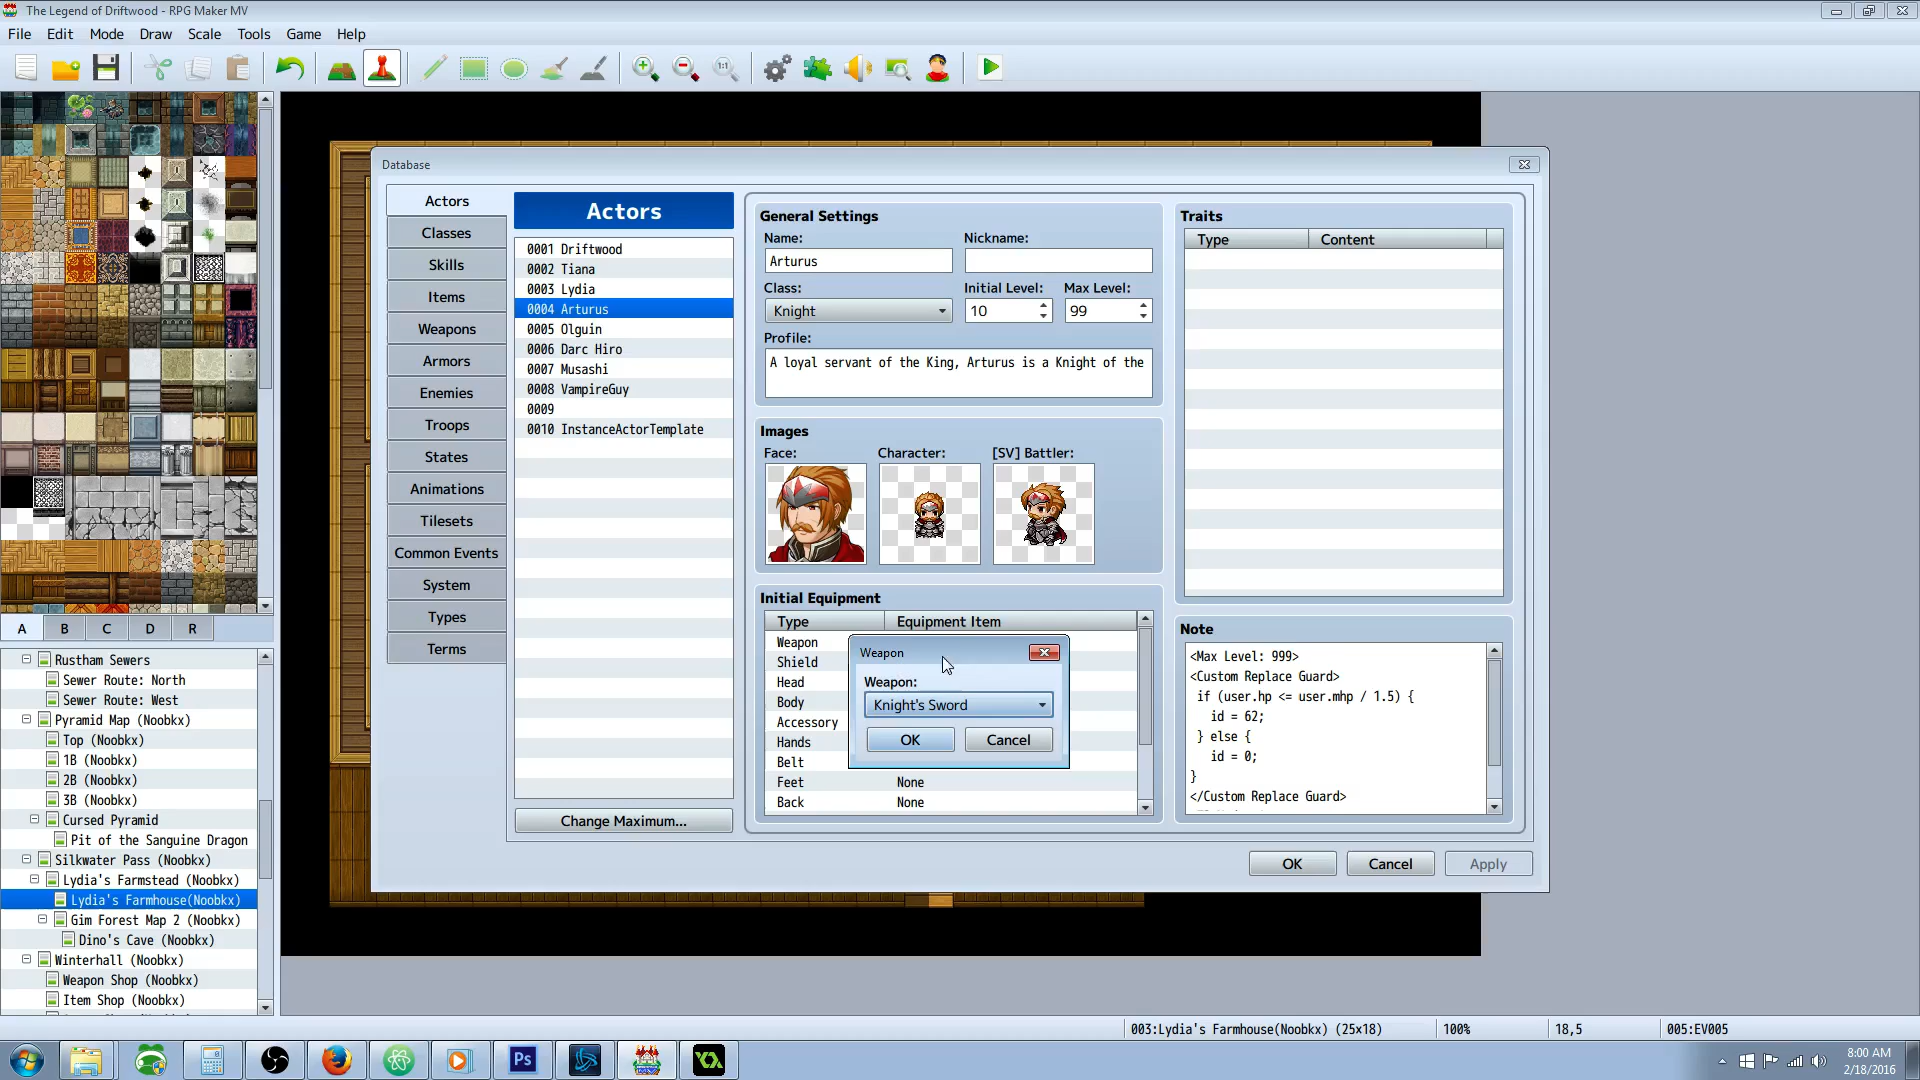 The Legend of Driftwood - RPG Maker MV
File Edit Mode Draw Scale Tools Game Help
1:1
Database
Actors
Classes
Skills
Items
Weapons
Armors
Enemies
Troops
States
Animations
Tilesets
Common Events
System
Types
Terms
Actors
0001 Driftwood
0002 Tiana
0003 Lydia
0004 Arturus
0005 Olguin
0006 Darc Hiro
0007 Musashi
0008 VampireGuy
0009
0010 InstanceActorTemplate
Change Maximum...
General Settings
Name: Nickname:
Arturus
Class: Initial Level: Max Level:
Knight 10 99
Profile:
A loyal servant of the King, Arturus is a Knight of the
Images
Face: Character: [SV] Battler:
Initial Equipment
Type Equipment Item
Weapon
Shield
Head
Body
Accessory
Hands
Belt
Feet None
Back None
Weapon
Weapon:
Knight's Sword
OK Cancel
Traits
Type Content
Note
<Max Level: 999>
<Custom Replace Guard>
if (user.hp <= user.mhp / 1.5) {
id = 62;
} else {
id = 0;
}
</Custom Replace Guard>
OK Cancel Apply
A B C D R
Rustham Sewers
Sewer Route: North
Sewer Route: West
Pyramid Map (Noobkx)
Top (Noobkx)
1B (Noobkx)
2B (Noobkx)
3B (Noobkx)
Cursed Pyramid
Pit of the Sanguine Dragon
Silkwater Pass (Noobkx)
Lydia's Farmstead (Noobkx)
Lydia's Farmhouse(Noobkx)
Gim Forest Map 2 (Noobkx)
Dino's Cave (Noobkx)
Winterhall (Noobkx)
Weapon Shop (Noobkx)
Item Shop (Noobkx)
003:Lydia's Farmhouse(Noobkx) (25x18) 100% 18,5 005:EV005
Ps
8:00 AM
2/18/2016